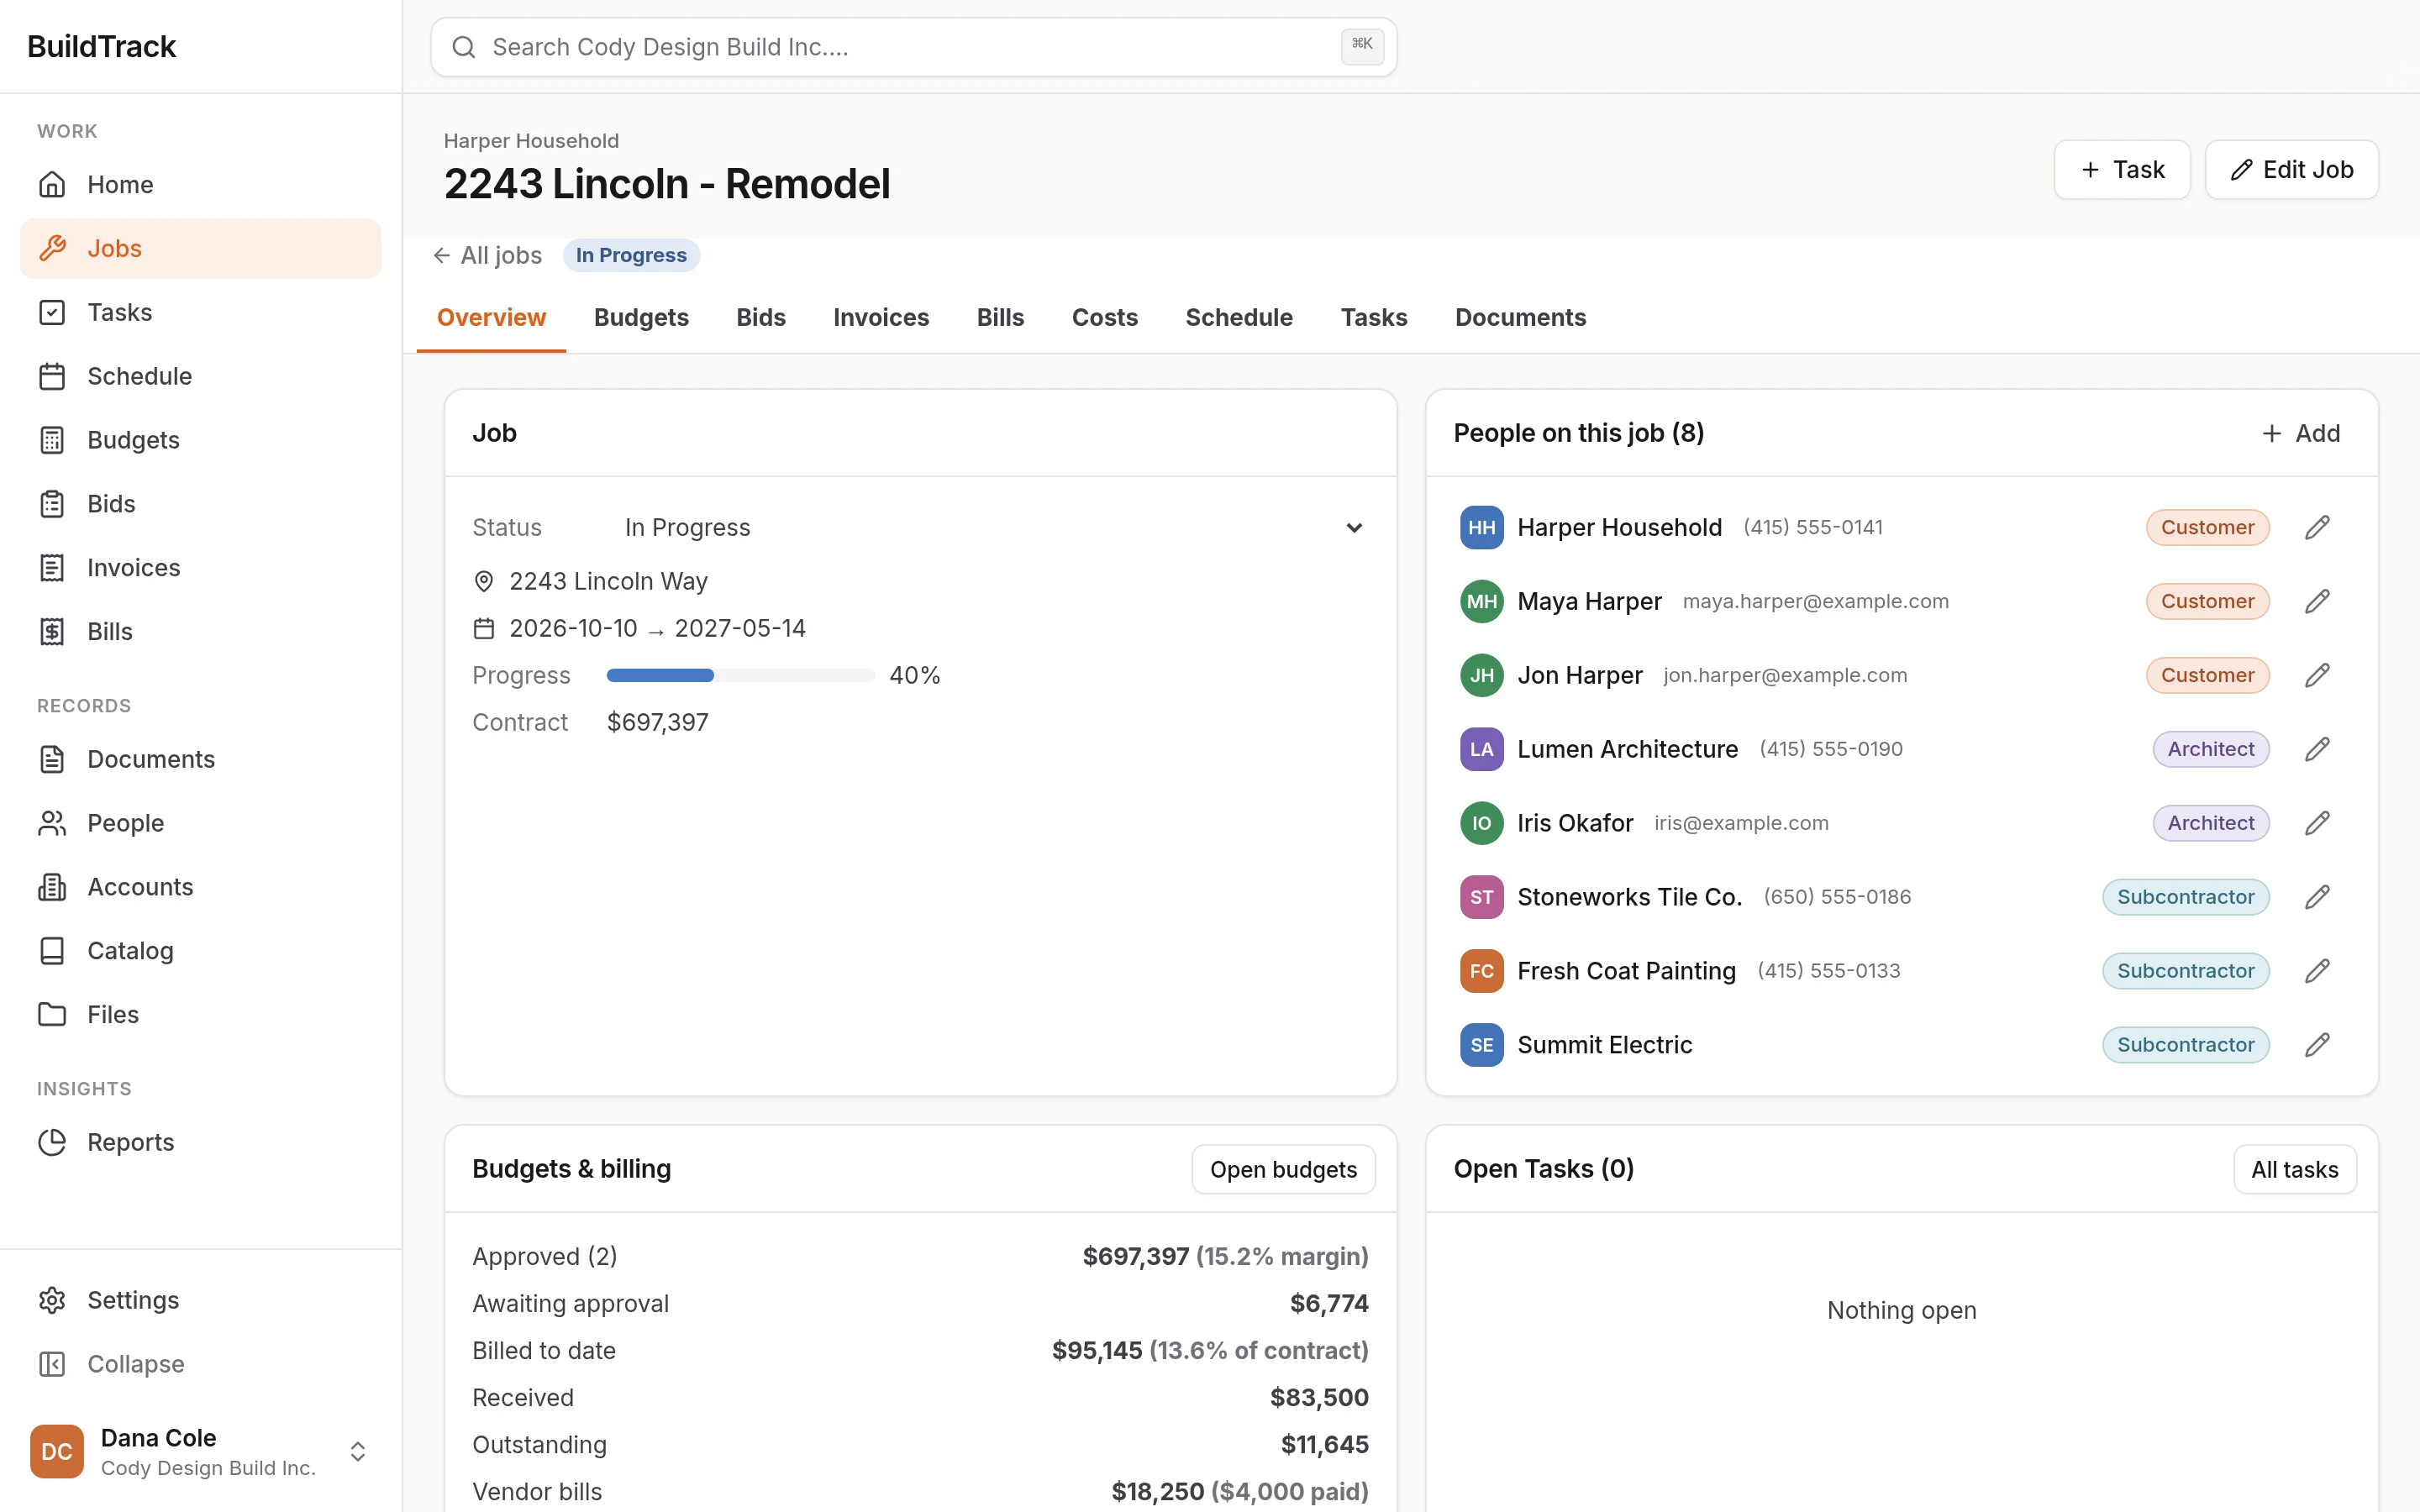 BuildTrack
Search Cody Design Build Inc....
⌘K
WORK
Home
Jobs
Tasks
Schedule
Budgets
Bids
Invoices
Bills
RECORDS
Documents
People
Accounts
Catalog
Files
INSIGHTS
Reports
Settings
Collapse
DC
Dana Cole
Cody Design Build Inc.
Harper Household
2243 Lincoln - Remodel
+ Task
Edit Job
← All jobs
In Progress
Overview Budgets Bids Invoices Bills Costs Schedule Tasks Documents
Job
Status In Progress
2243 Lincoln Way
2026-10-10 → 2027-05-14
Progress 40%
Contract $697,397
People on this job (8)
+ Add
HH Harper Household (415) 555-0141 Customer
MH Maya Harper maya.harper@example.com Customer
JH Jon Harper jon.harper@example.com Customer
LA Lumen Architecture (415) 555-0190 Architect
IO Iris Okafor iris@example.com Architect
ST Stoneworks Tile Co. (650) 555-0186 Subcontractor
FC Fresh Coat Painting (415) 555-0133 Subcontractor
SE Summit Electric Subcontractor
Budgets & billing
Open budgets
Approved (2) $697,397 (15.2% margin)
Awaiting approval $6,774
Billed to date $95,145 (13.6% of contract)
Received $83,500
Outstanding $11,645
Vendor bills $18,250 ($4,000 paid)
Open Tasks (0)
All tasks
Nothing open